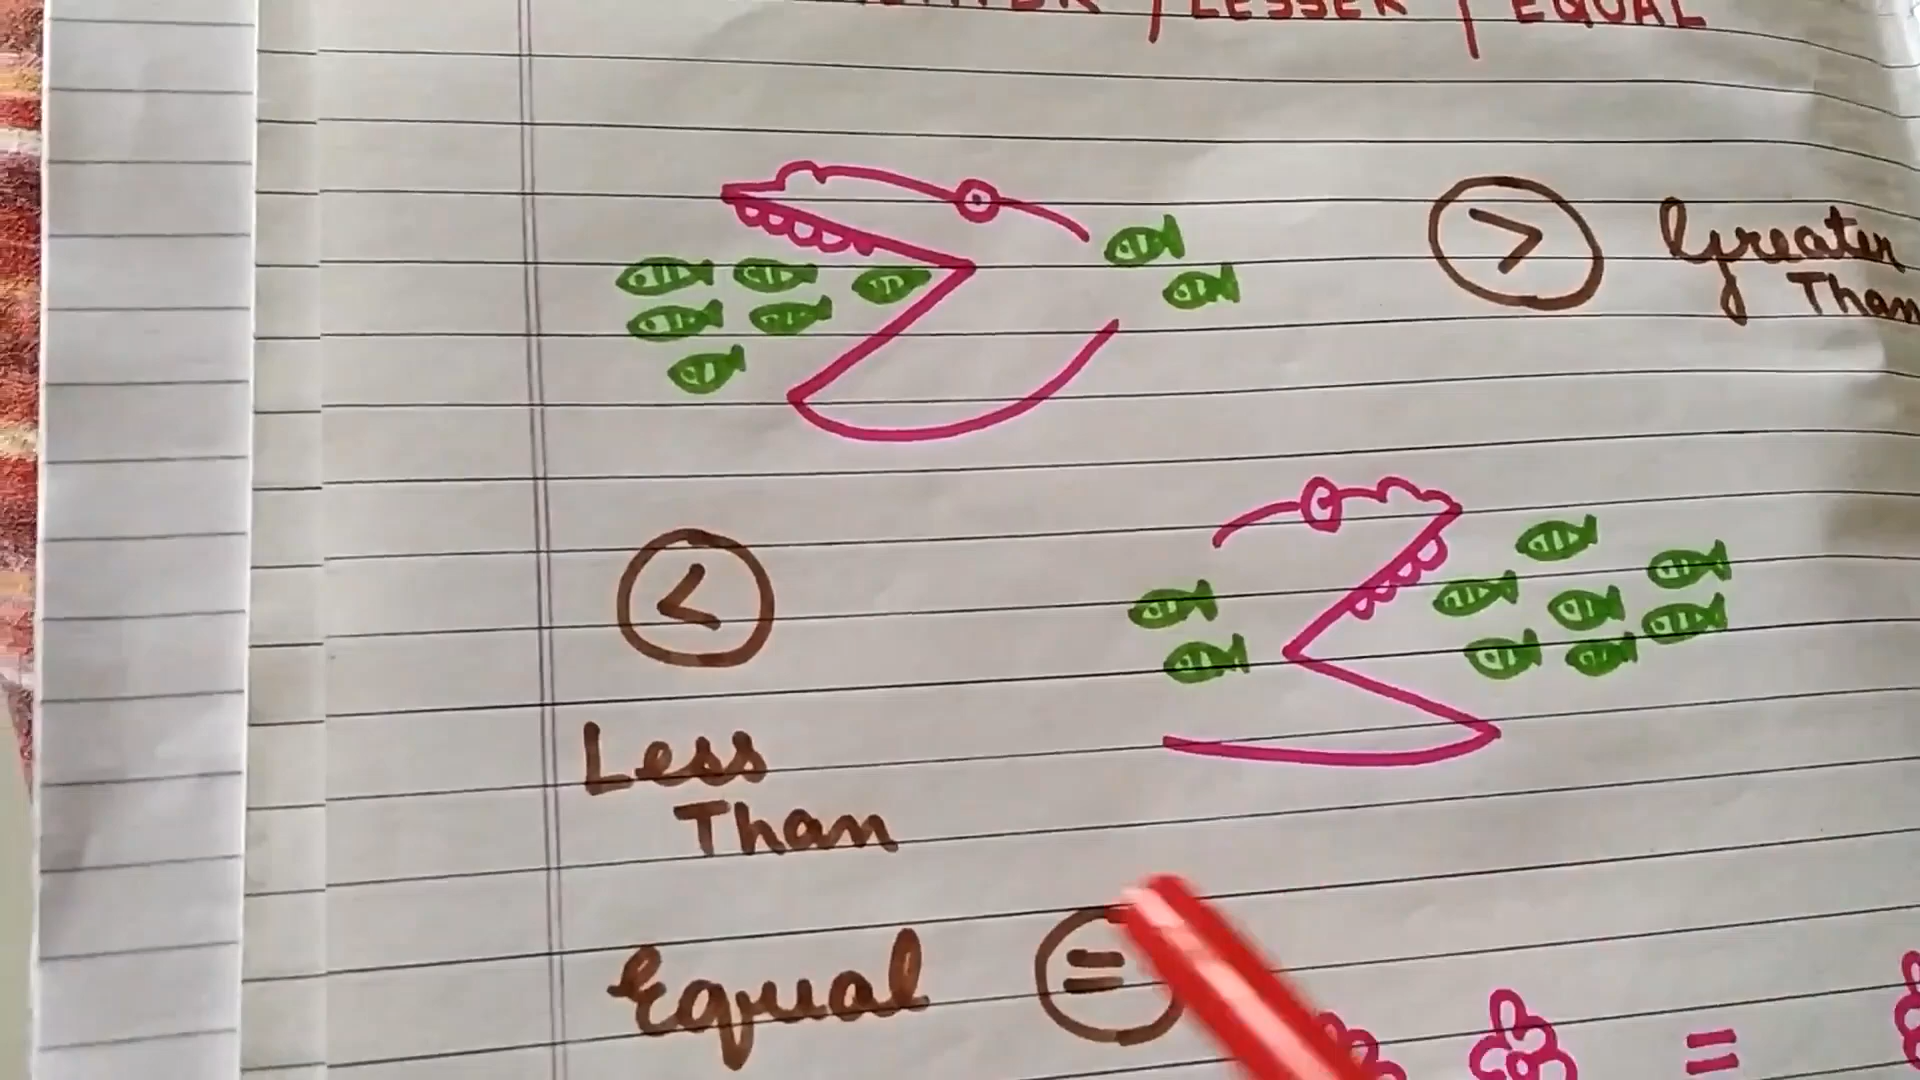 / LESSER / EQUAL
> Greater
Than
<
Less
Than
Equal =
=